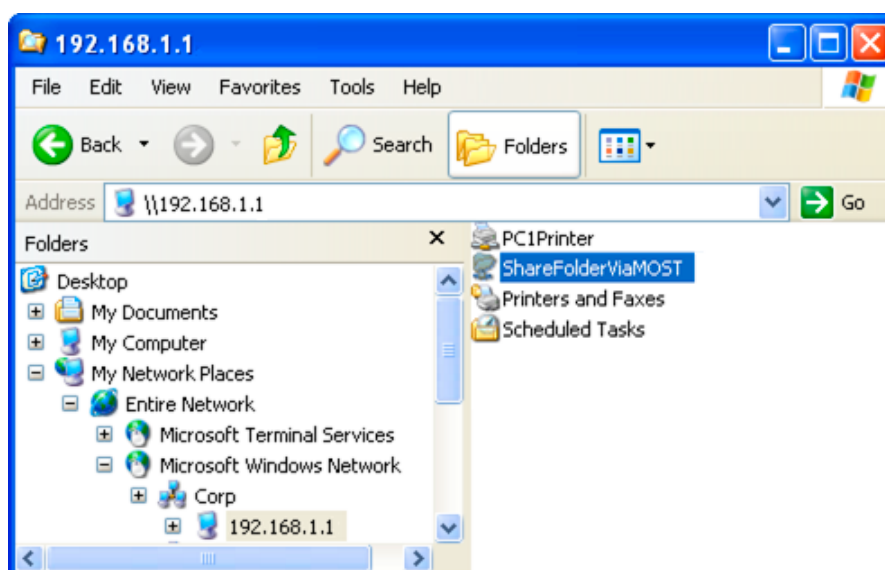 192.168.1.1
File Edit View Favorites Tools Help
Back Search Folders
Address \\192.168.1.1 Go
Folders
PC1Printer
ShareFolderViaMOST
Printers and Faxes
Scheduled Tasks
Desktop
My Documents
My Computer
My Network Places
Entire Network
Microsoft Terminal Services
Microsoft Windows Network
Corp
192.168.1.1